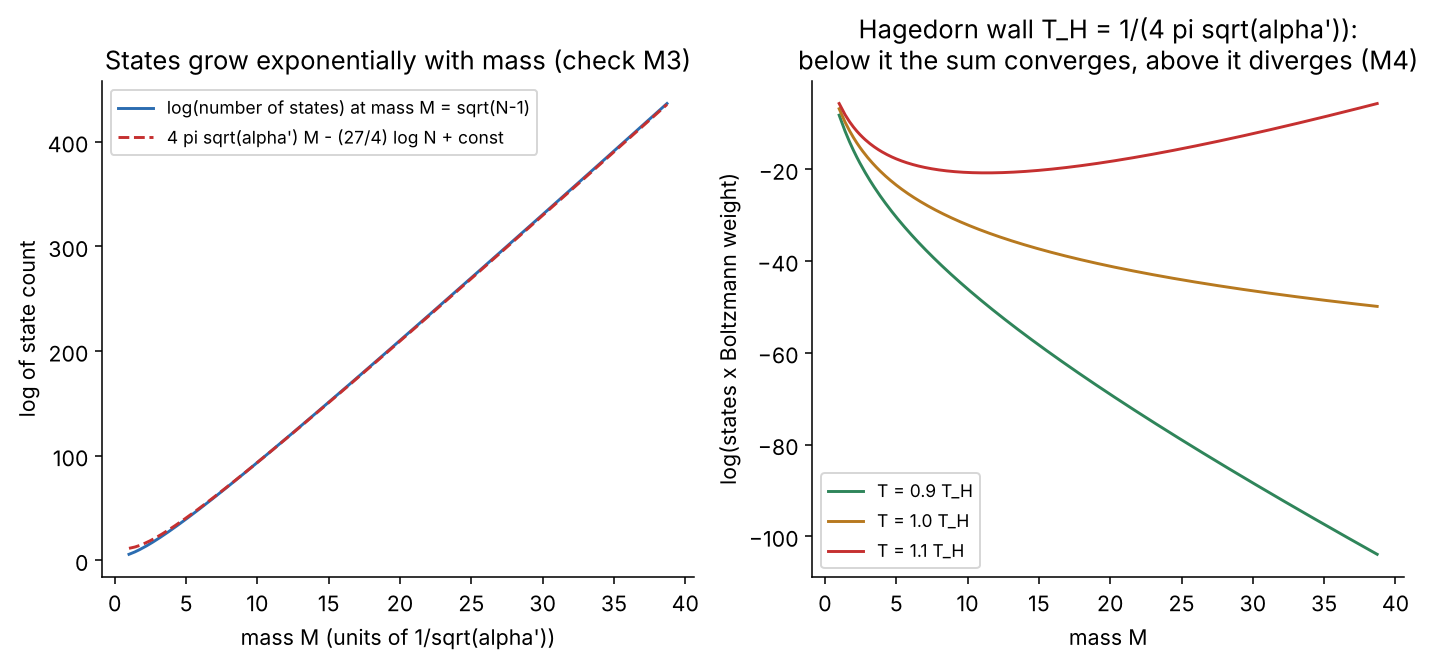 States grow exponentially with mass (check M3)
log(number of states) at mass M = sqrt(N-1)
4 pi sqrt(alpha') M - (27/4) log N + const
log of state count
400
300
200
100
0
0 5 10 15 20 25 30 35 40
mass M (units of 1/sqrt(alpha'))
Hagedorn wall T_H = 1/(4 pi sqrt(alpha')):
below it the sum converges, above it diverges (M4)
log(states x Boltzmann weight)
−20
−40
−60
−80
−100
T = 0.9 T_H
T = 1.0 T_H
T = 1.1 T_H
0 5 10 15 20 25 30 35 40
mass M